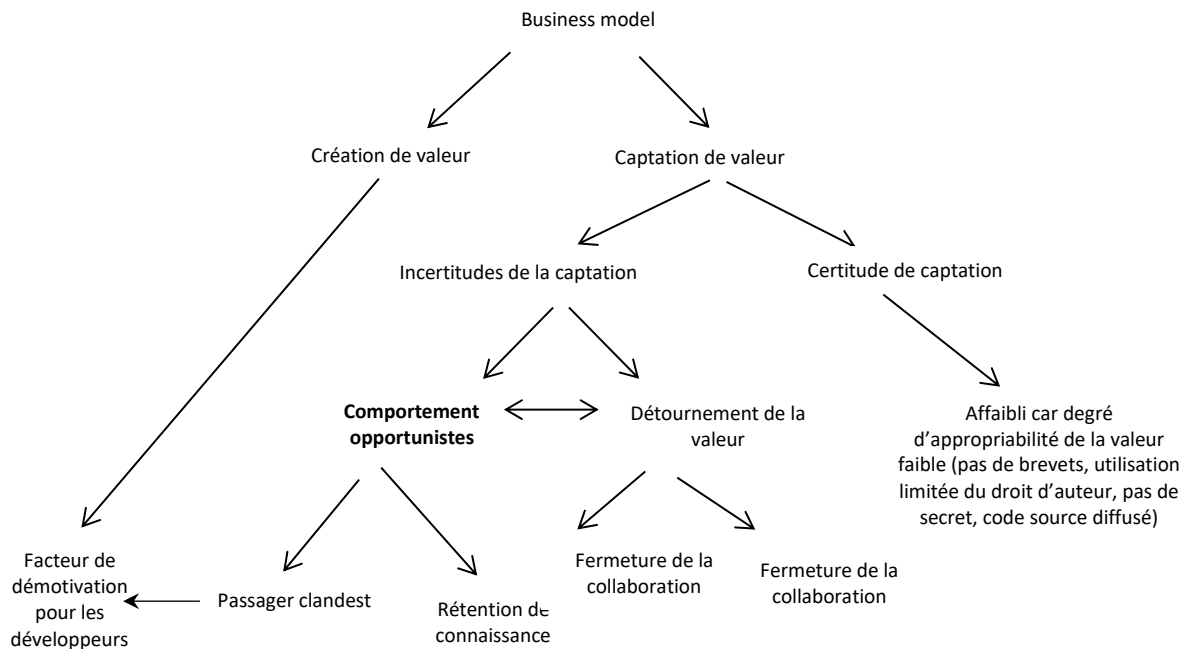 Business model
Création de valeur
Captation de valeur
Incertitudes de la captation
Certitude de captation
Comportement
opportunistes
Détournement de la
valeur
Affaibli car degré
d’appropriabilité de la valeur
faible (pas de brevets, utilisation
limitée du droit d’auteur, pas de
secret, code source diffusé)
Facteur de
démotivation
pour les
développeurs
Passager clandest
Rétention de
connaissance
Fermeture de la
collaboration
Fermeture de la
collaboration